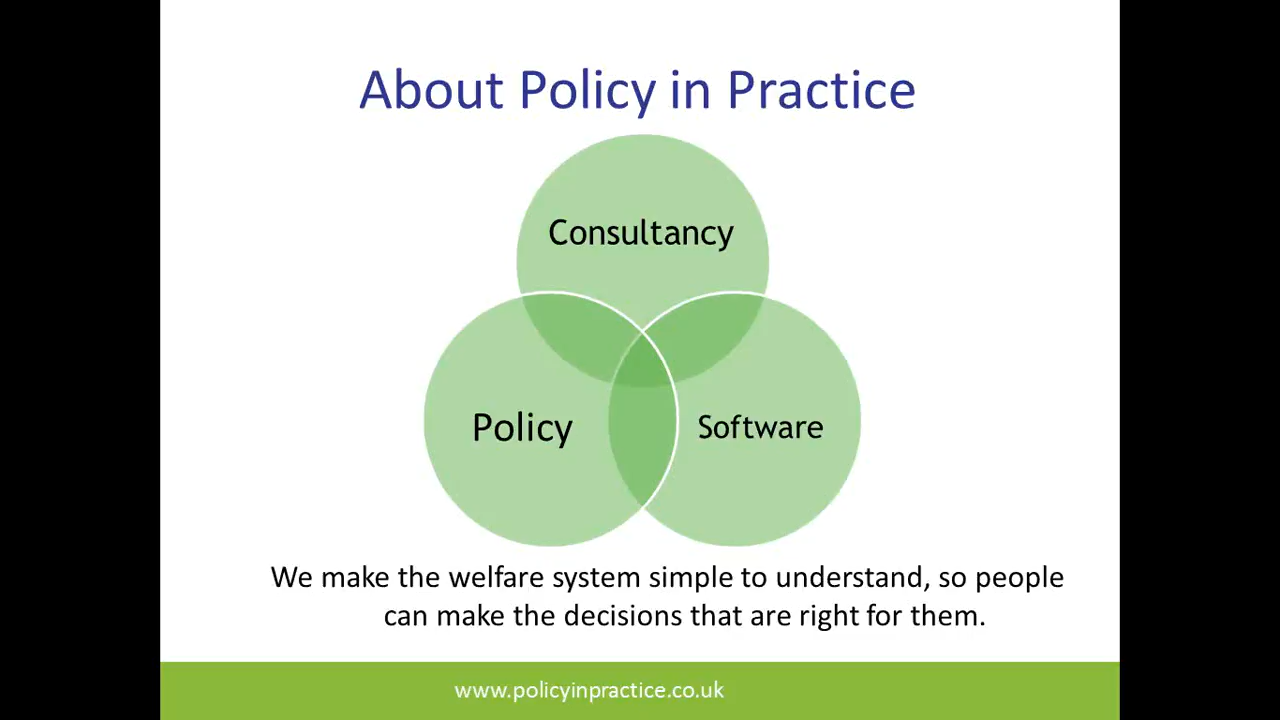 About Policy in Practice
Consultancy
Policy
Software
We make the welfare system simple to understand, so people
can make the decisions that are right for them.
www.policyinpractice.co.uk